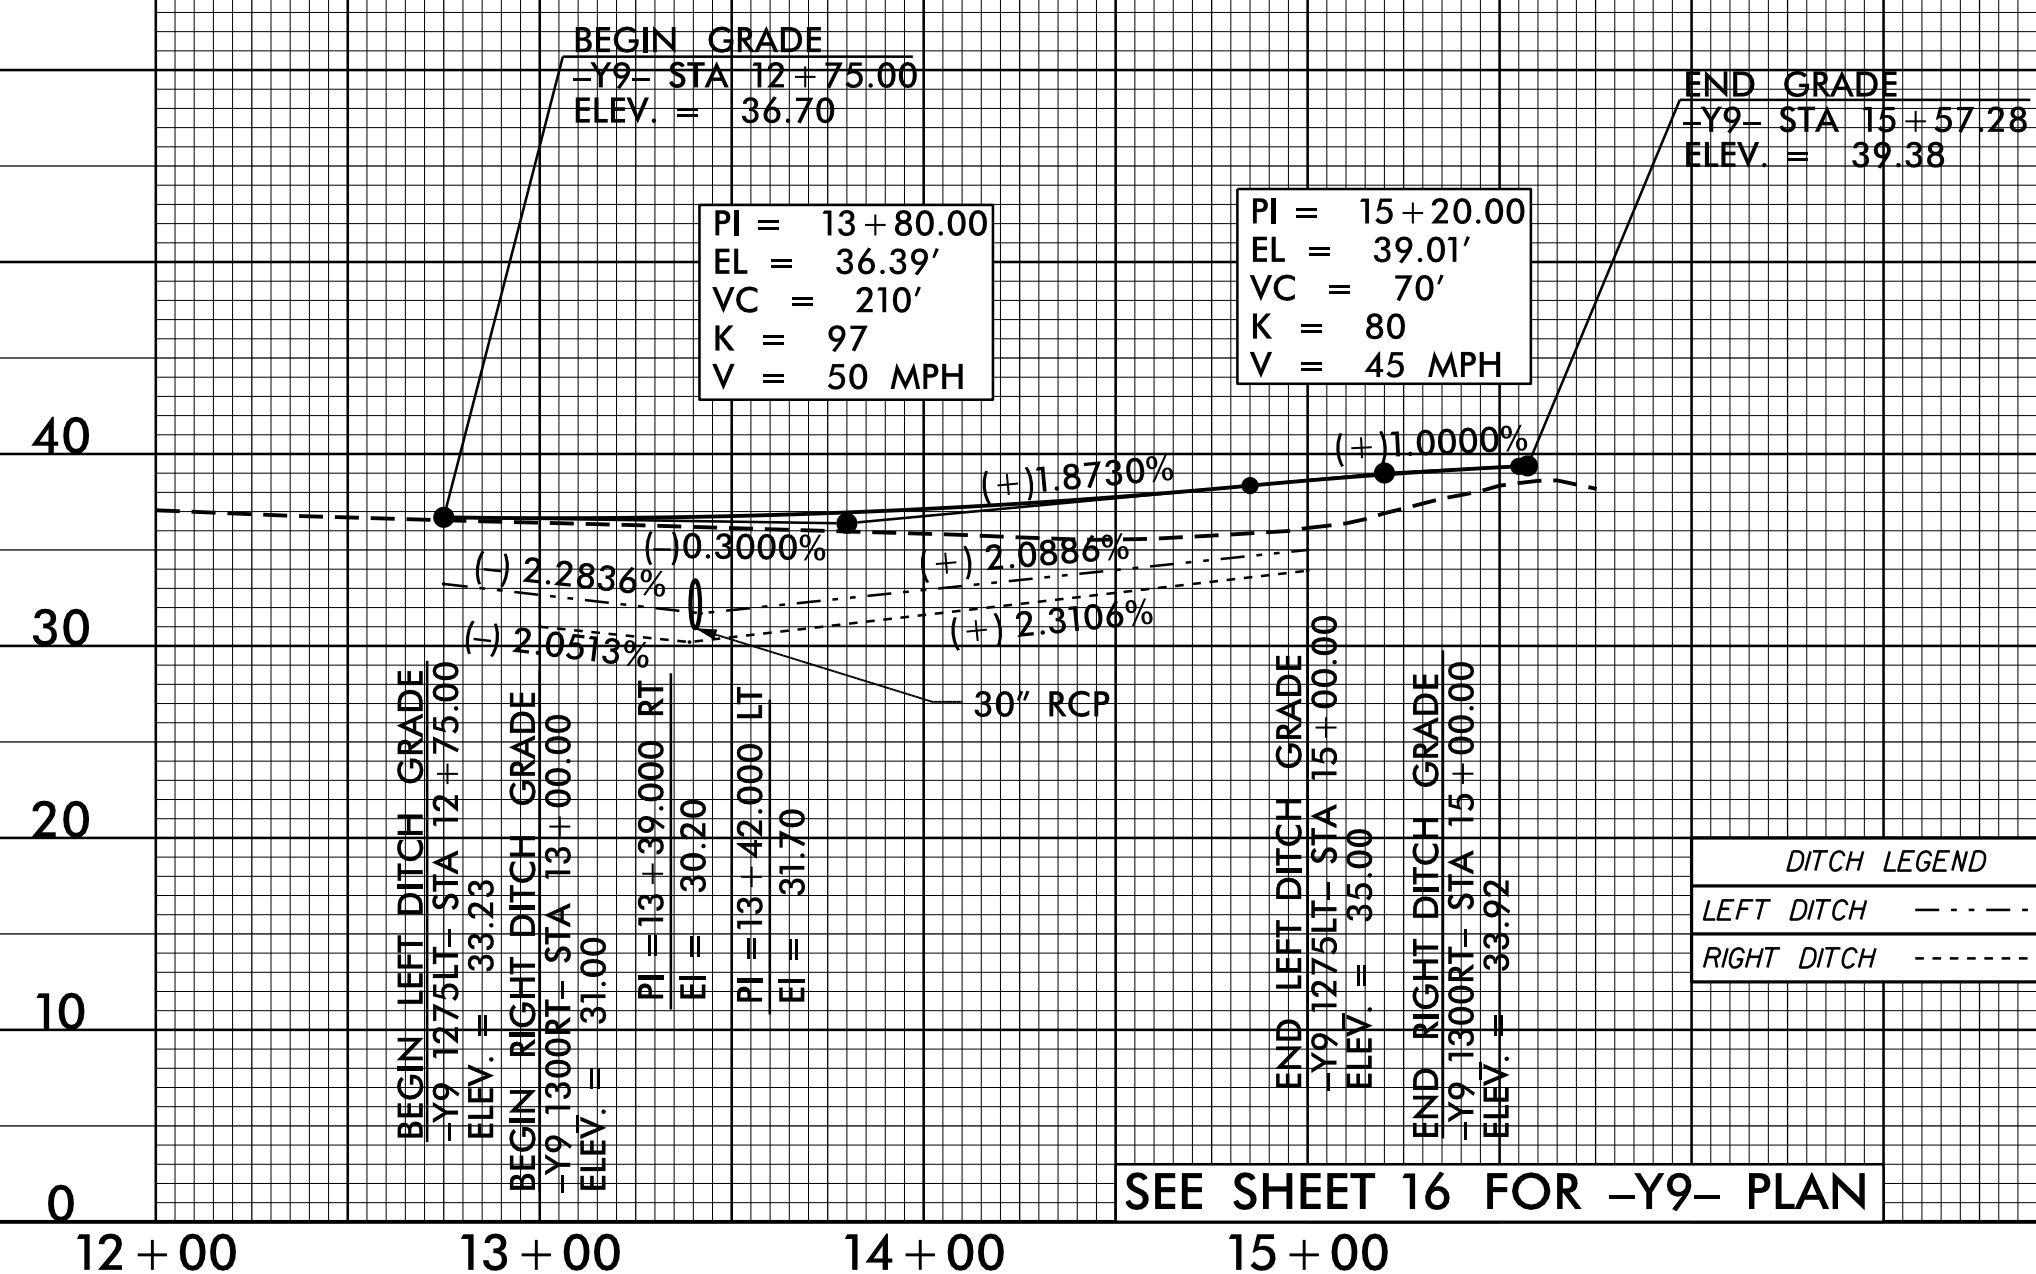 BEGIN GRADE
-Y9- STA 12+75.00
ELEV. = 36.70
END GRADE
-Y9- STA 15+57.28
ELEV. = 39.38
PI = 13+80.00
EL = 36.39'
VC = 210'
K = 97
V = 50 MPH
PI = 15+20.00
EL = 39.01'
VC = 70'
K = 80
V = 45 MPH
40
(+)1.0000%
(+)1.8730%
(-)0.3000%
(+) 2.0886%
(-) 2.2836%
30
(+) 2.3106%
(-) 2.0513%
30" RCP
BEGIN LEFT DITCH GRADE
-Y9 1275LT- STA 12+75.00
ELEV. = 33.23
BEGIN RIGHT DITCH GRADE
-Y9 1300RT- STA 13+00.00
ELEV. = 31.00
PI =13+39.000 RT
El = 30.20
PI =13+42.000 LT
El = 31.70
END LEFT DITCH GRADE
-Y9 1275LT- STA 15+00.00
ELEV. = 35.00
END RIGHT DITCH GRADE
-Y9 1300RT- STA 15+00.00
ELEV. = 33.92
20
DITCH LEGEND
LEFT DITCH
RIGHT DITCH
10
SEE SHEET 16 FOR -Y9- PLAN
0
12+00 13+00 14+00 15+00